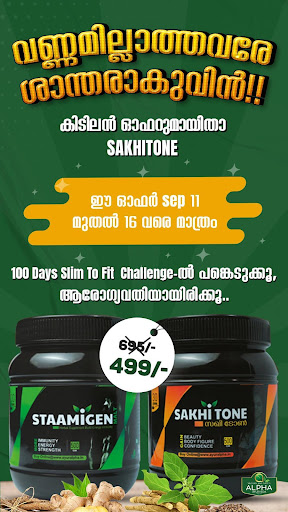 വണ്ണമില്ലാത്തവരേ
ശാന്തരാകുവിൻ!!
കിടിലൻ ഓഫറുമായിതാ
SAKHITONE
ഈ ഓഫർ sep 11
മുതൽ 16 വരെ മാത്രം
100 Days Slim To Fit Challenge-ൽ പങ്കെടുക്കൂ,
ആരോഗ്യവതിയായിരിക്കൂ..
695/-
499/-
STAAMIGEN
IMMUNITY
ENERGY
STRENGTH
SAKHI TONE
സഖി ടോൺ
BEAUTY
BODY FIGURE
CONFIDENCE
ALPHA